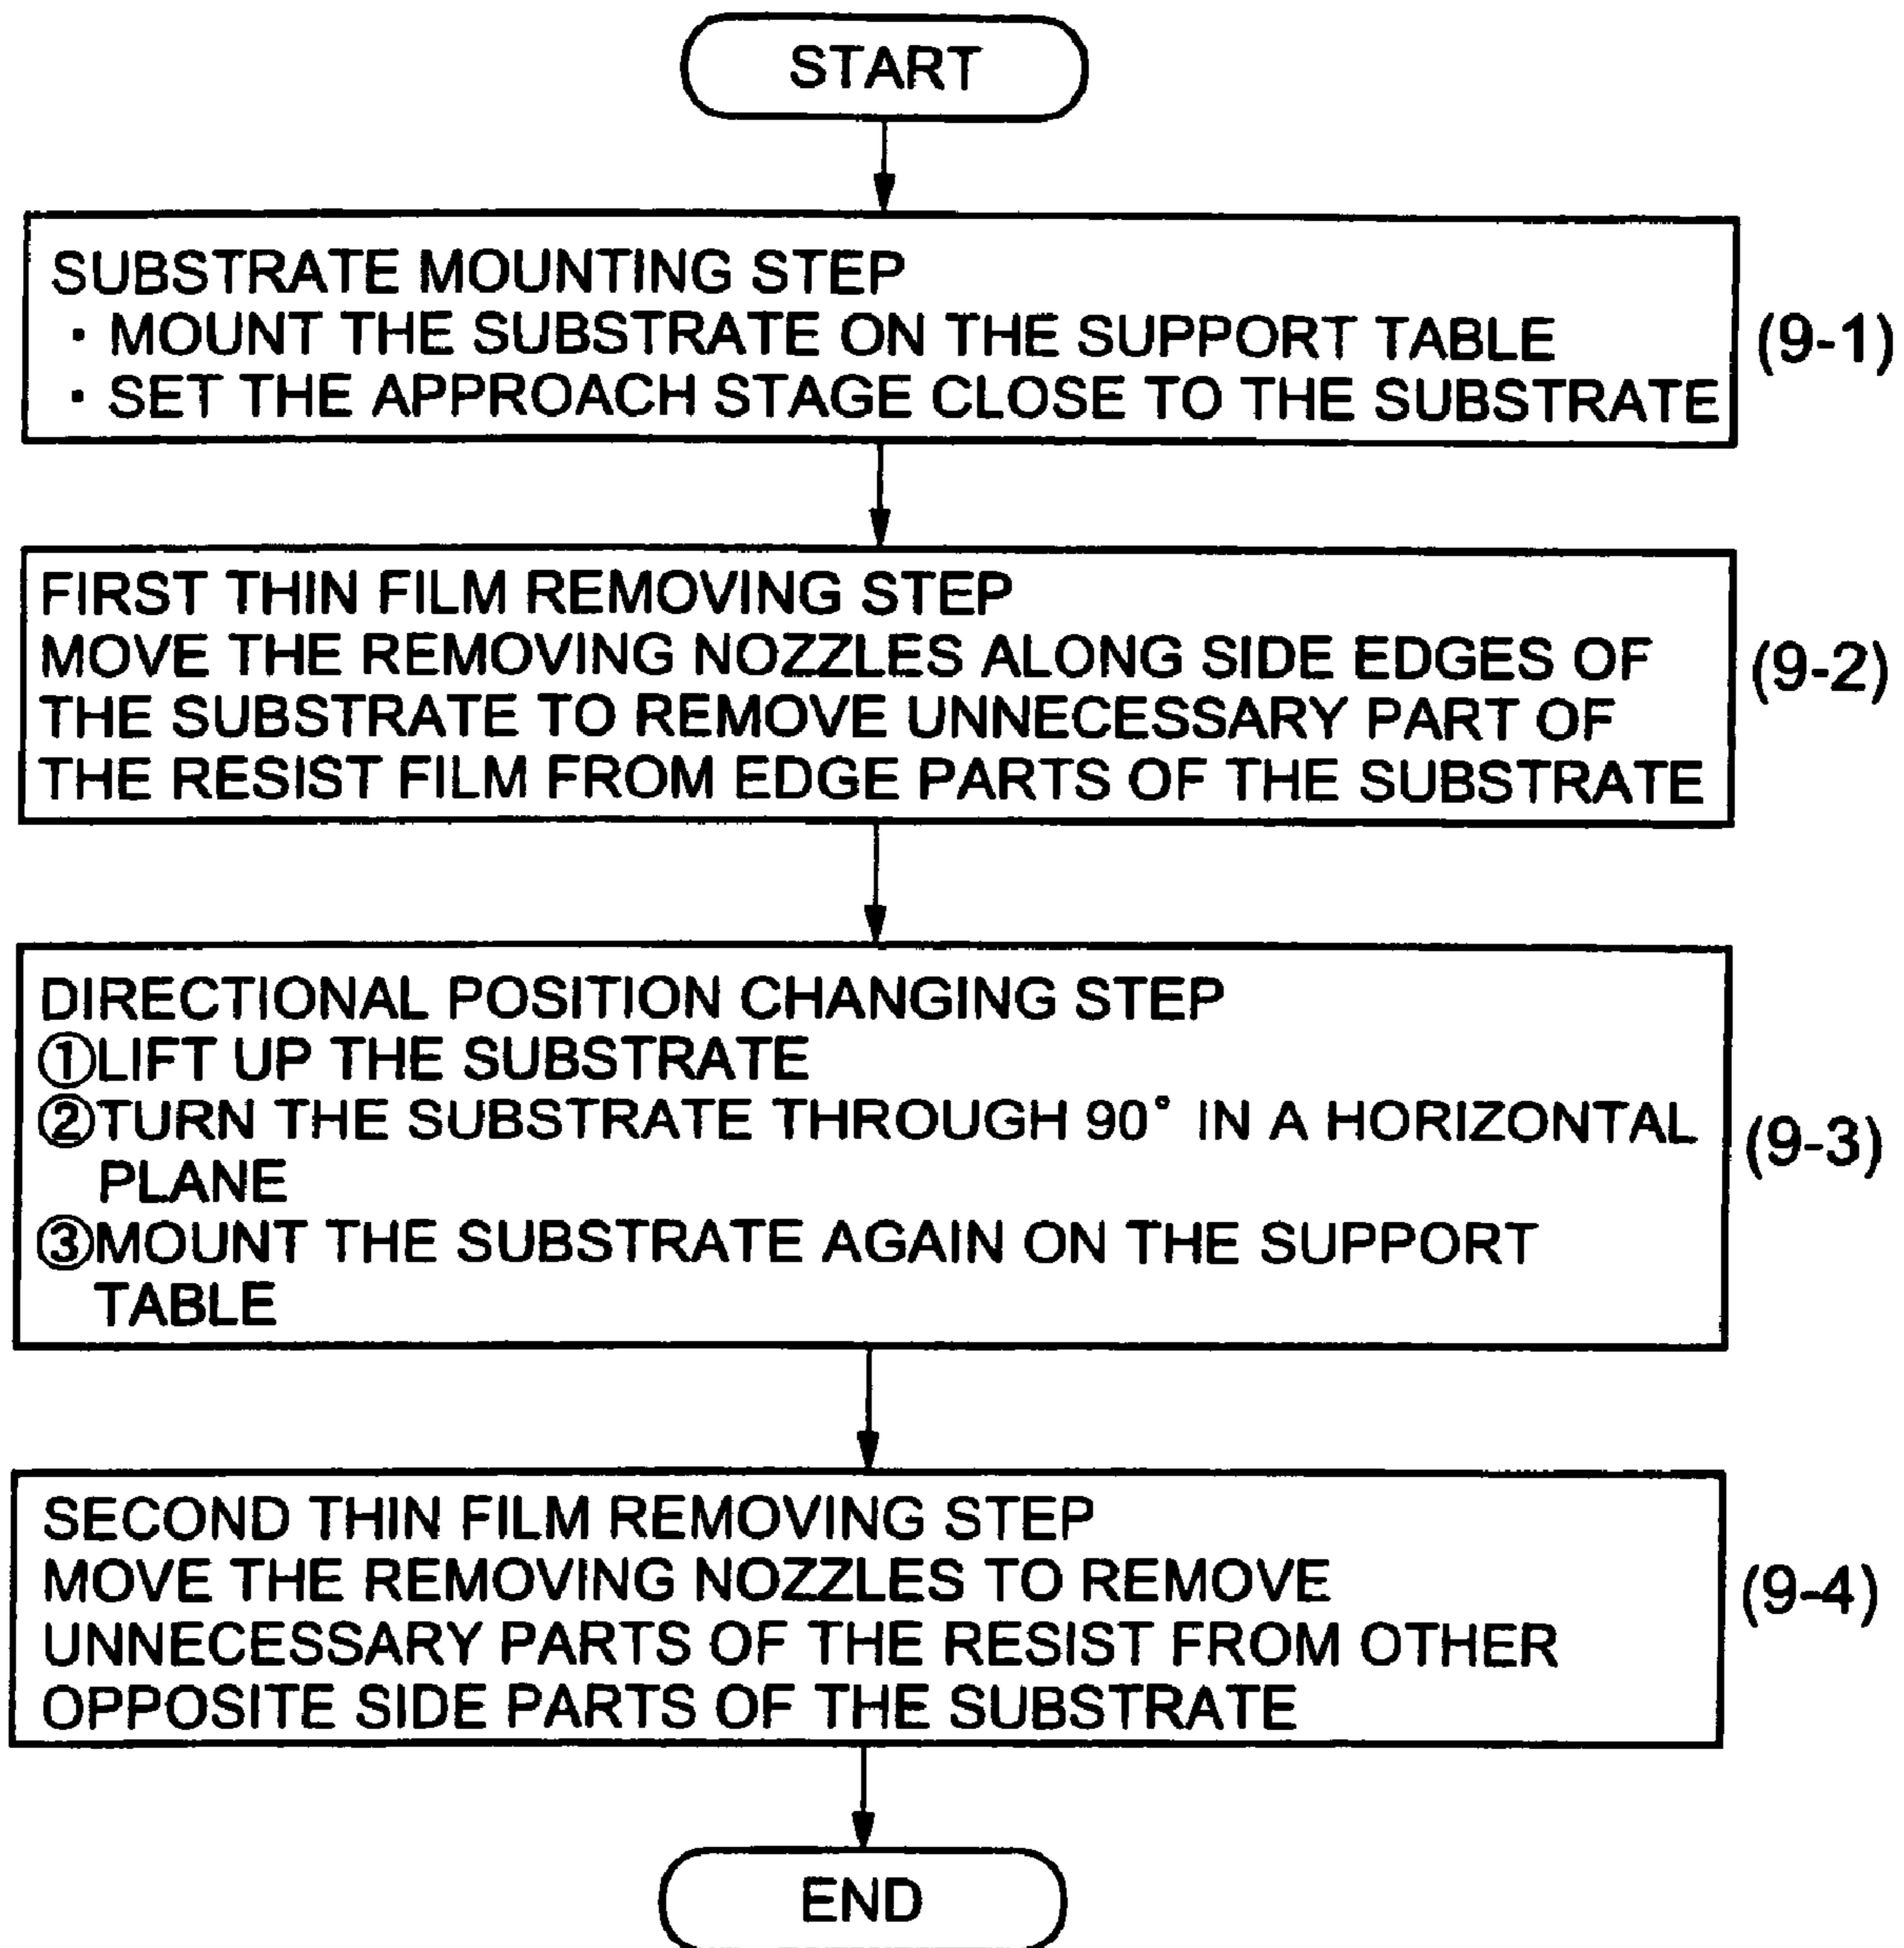 START
SUBSTRATE MOUNTING STEP
· MOUNT THE SUBSTRATE ON THE SUPPORT TABLE
· SET THE APPROACH STAGE CLOSE TO THE SUBSTRATE
(9-1)
FIRST THIN FILM REMOVING STEP
MOVE THE REMOVING NOZZLES ALONG SIDE EDGES OF
THE SUBSTRATE TO REMOVE UNNECESSARY PART OF
THE RESIST FILM FROM EDGE PARTS OF THE SUBSTRATE
(9-2)
DIRECTIONAL POSITION CHANGING STEP
①LIFT UP THE SUBSTRATE
②TURN THE SUBSTRATE THROUGH 90° IN A HORIZONTAL
PLANE
③MOUNT THE SUBSTRATE AGAIN ON THE SUPPORT
TABLE
(9-3)
SECOND THIN FILM REMOVING STEP
MOVE THE REMOVING NOZZLES TO REMOVE
UNNECESSARY PARTS OF THE RESIST FROM OTHER
OPPOSITE SIDE PARTS OF THE SUBSTRATE
(9-4)
END